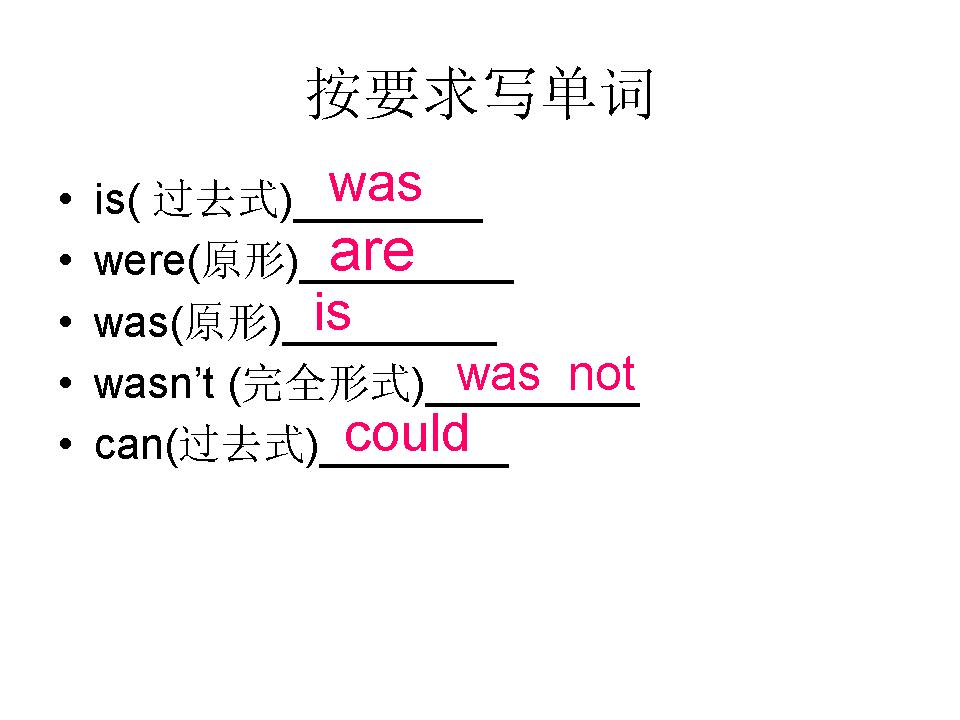 按要求写单词
• is( 过去式)________ was
• were(原形)_________ are
• was(原形)_________ is
• wasn’t (完全形式)_________ was not
• can(过去式)________ could